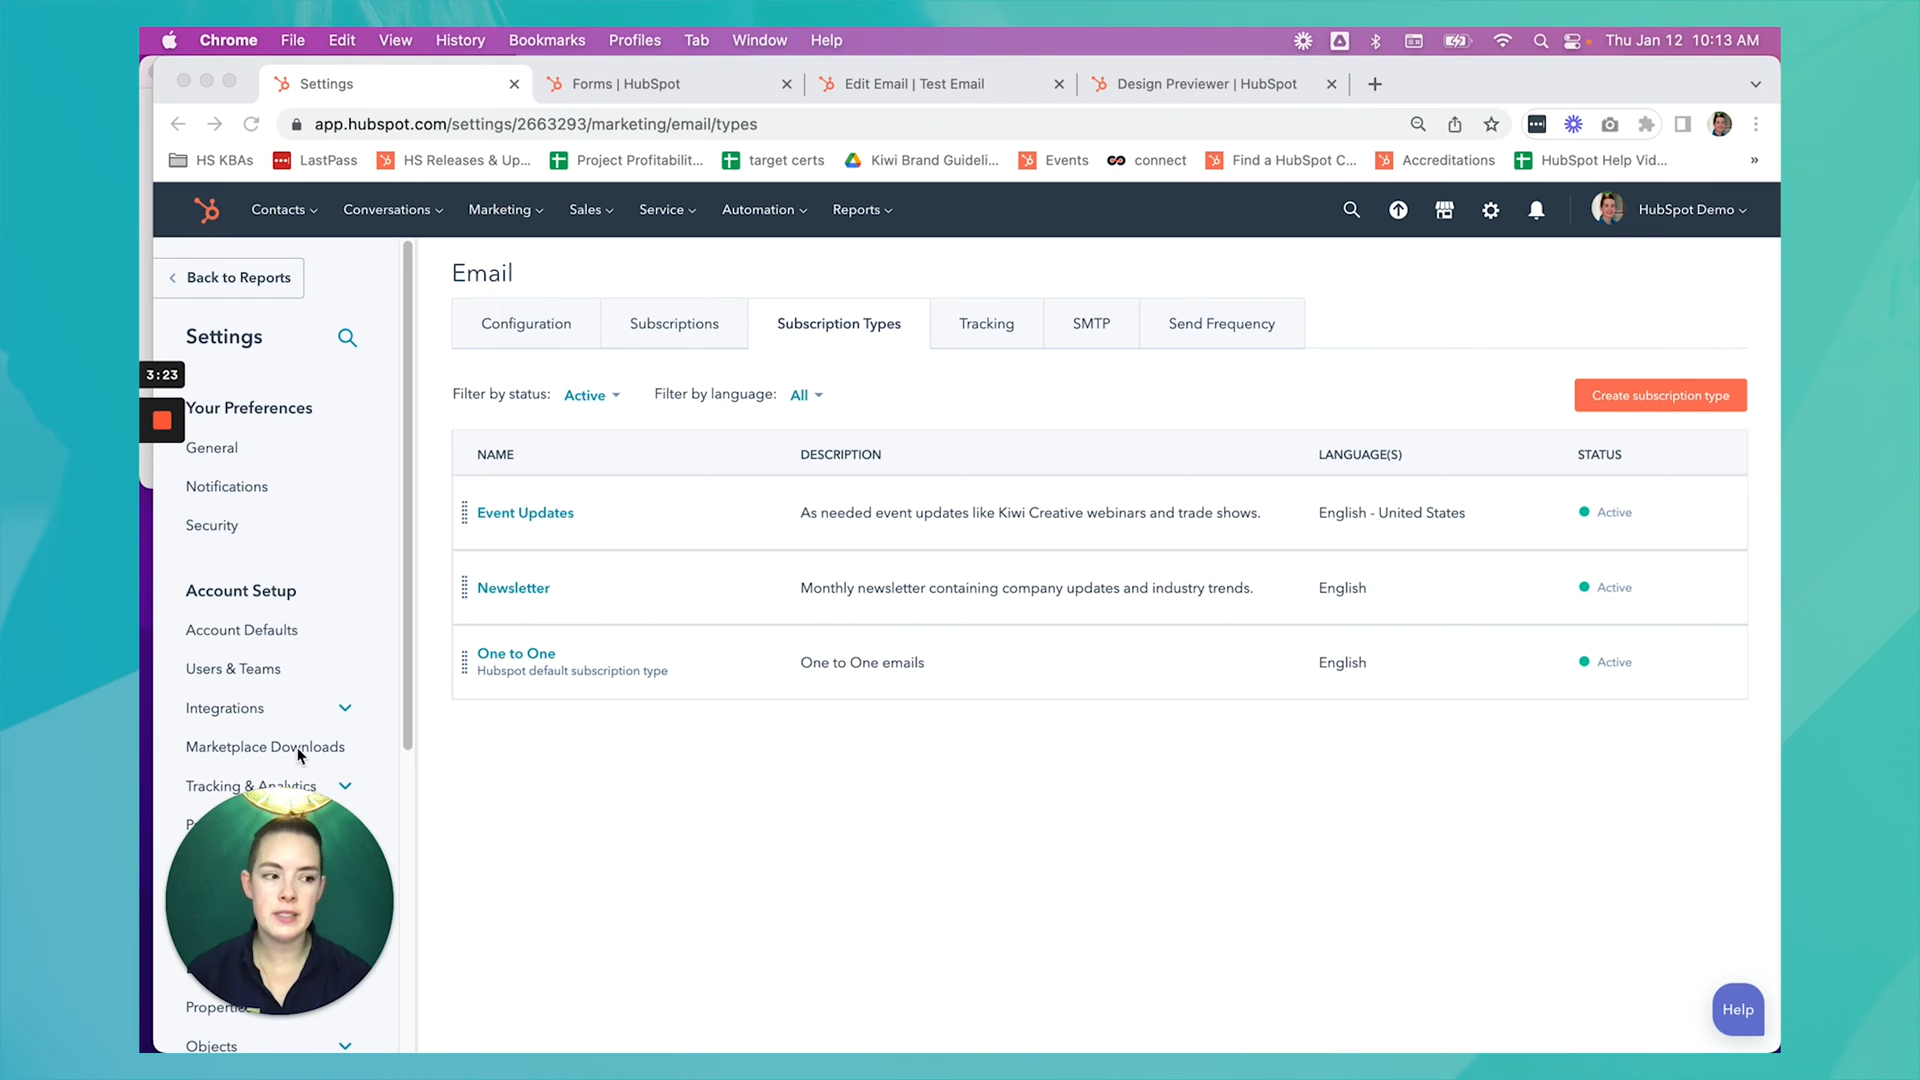 Chrome File Edit View History Bookmarks Profiles Tab Window Help Thu Jan 12 10:13 AM
Settings Forms | HubSpot Edit Email | Test Email Design Previewer | HubSpot
app.hubspot.com/settings/2663293/marketing/email/types
HS KBAs LastPass HS Releases & Up... Project Profitabilit... target certs Kiwi Brand Guideli... Events connect Find a HubSpot C... Accreditations HubSpot Help Vid... »
Contacts Conversations Marketing Sales Service Automation Reports HubSpot Demo
Back to Reports
Settings
3:23
Your Preferences
General
Notifications
Security
Account Setup
Account Defaults
Users & Teams
Integrations
Marketplace Downloads
Tracking & Analytics
Objects
Email
Configuration Subscriptions Subscription Types Tracking SMTP Send Frequency
Filter by status: Active Filter by language: All Create subscription type
NAME DESCRIPTION LANGUAGE(S) STATUS
Event Updates As needed event updates like Kiwi Creative webinars and trade shows. English - United States Active
Newsletter Monthly newsletter containing company updates and industry trends. English Active
One to One One to One emails English Active
Hubspot default subscription type
Help